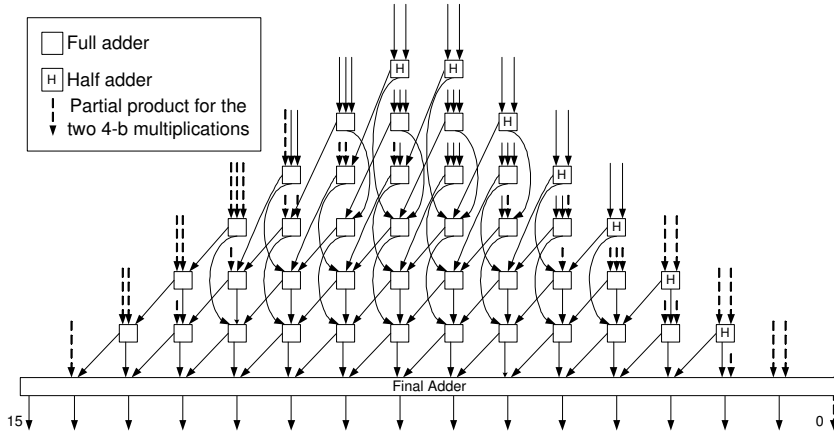 Full adder
H Half adder
Partial product for the
two 4-b multiplications
H H
H
H
H
H
H
Final Adder
15 0